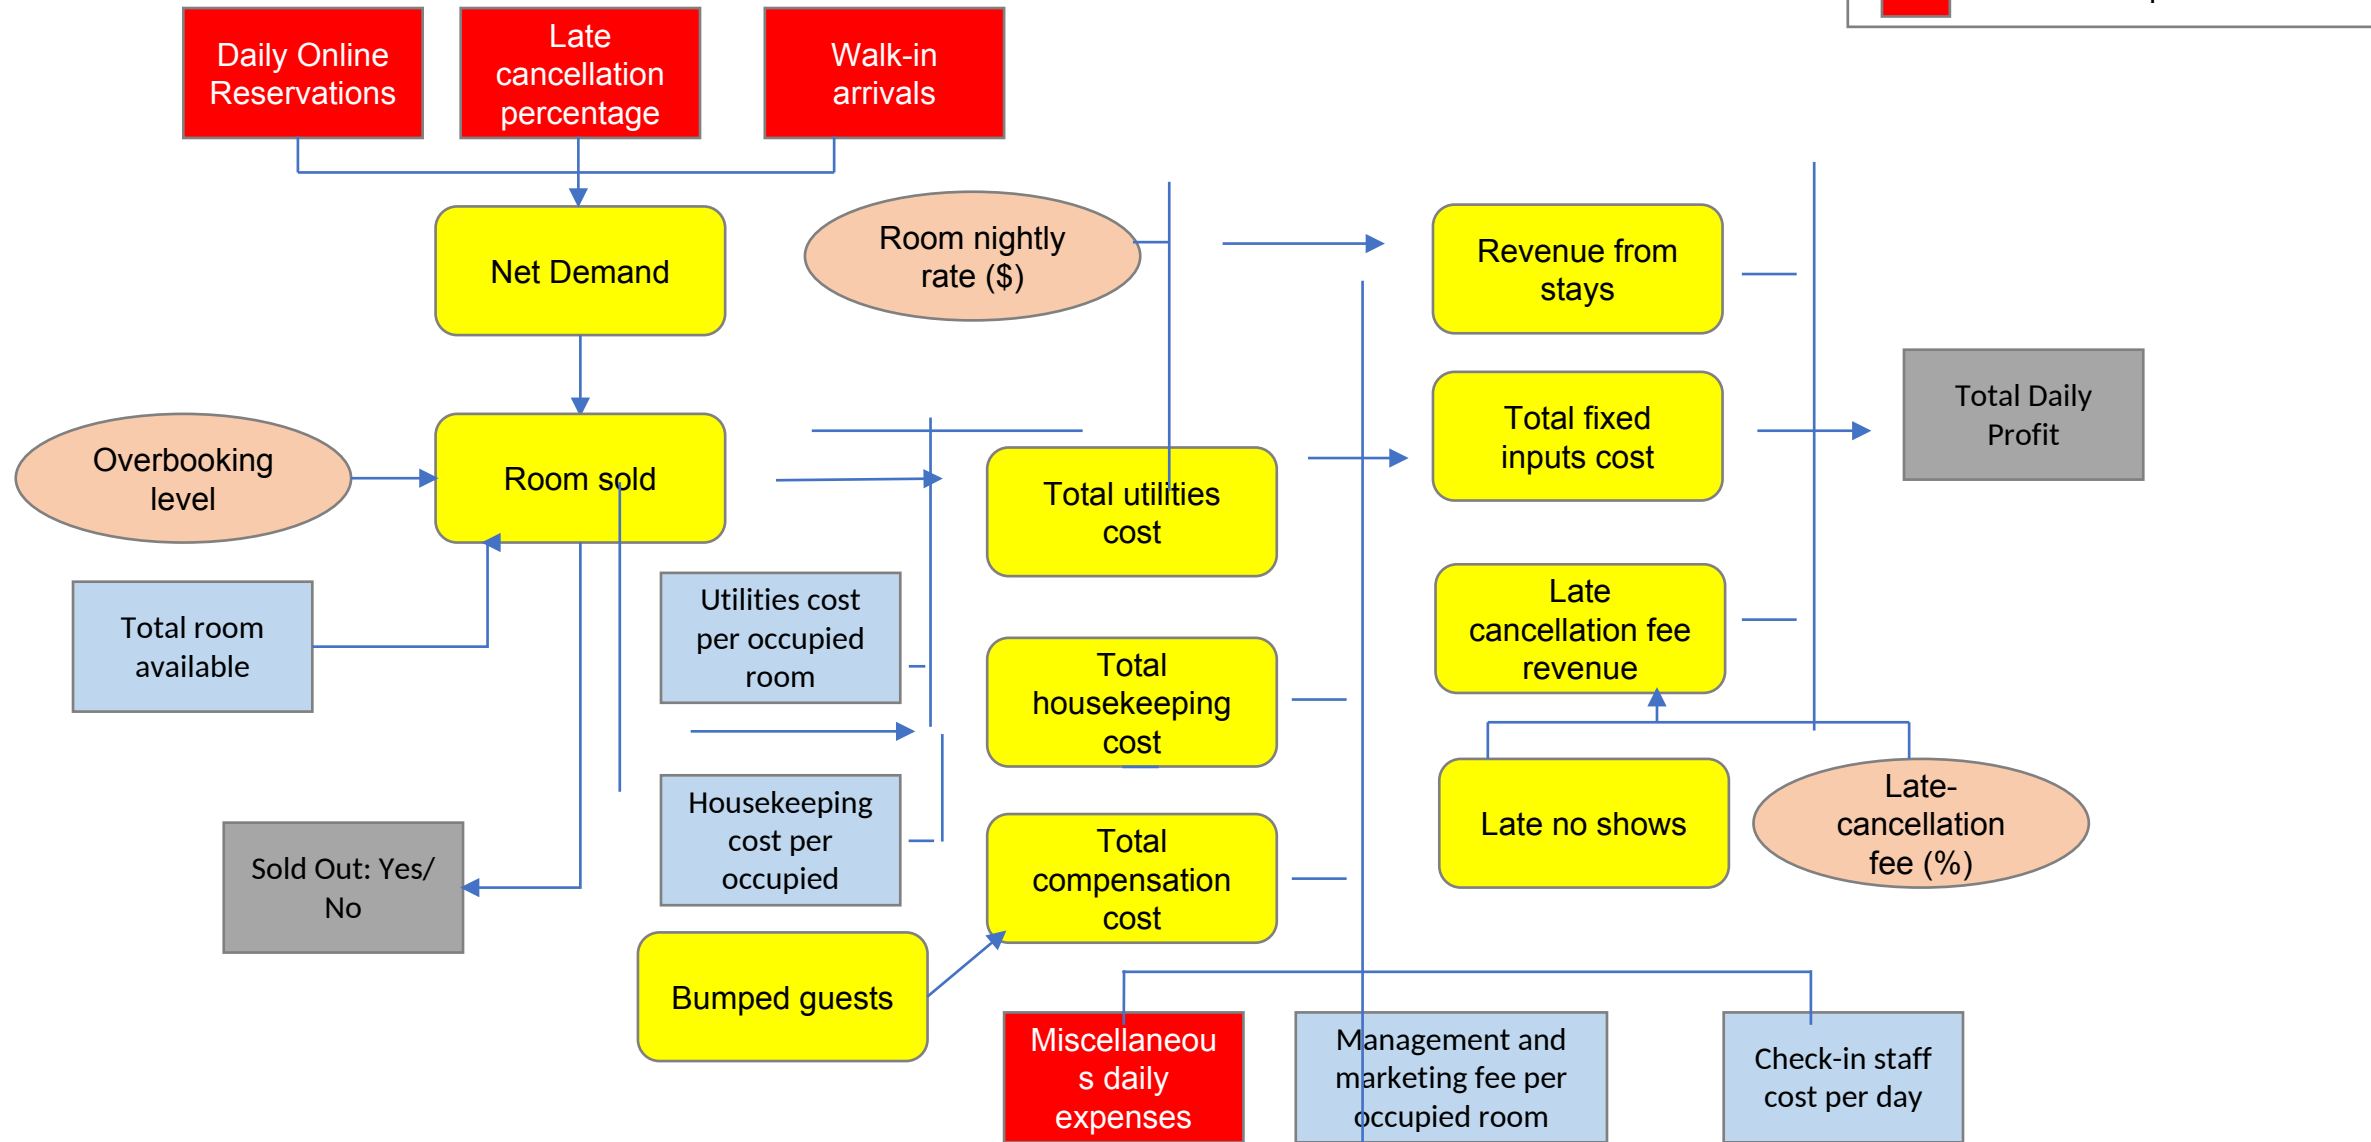 Daily Online
Reservations
Late
cancellation
percentage
Walk-in
arrivals
Net Demand
Room nightly
rate ($)
Revenue from
stays
Overbooking
level
Room sold
Total utilities
cost
Total fixed
inputs cost
Total Daily
Profit
Total room
available
Utilities cost
per occupied
room
Total
housekeeping
cost
Late
cancellation fee
revenue
Sold Out: Yes/
No
Housekeeping
cost per
occupied
Total
compensation
cost
Late no shows
Late-
cancellation
fee (%)
Bumped guests
Miscellaneou
s daily
expenses
Management and
marketing fee per
occupied room
Check-in staff
cost per day